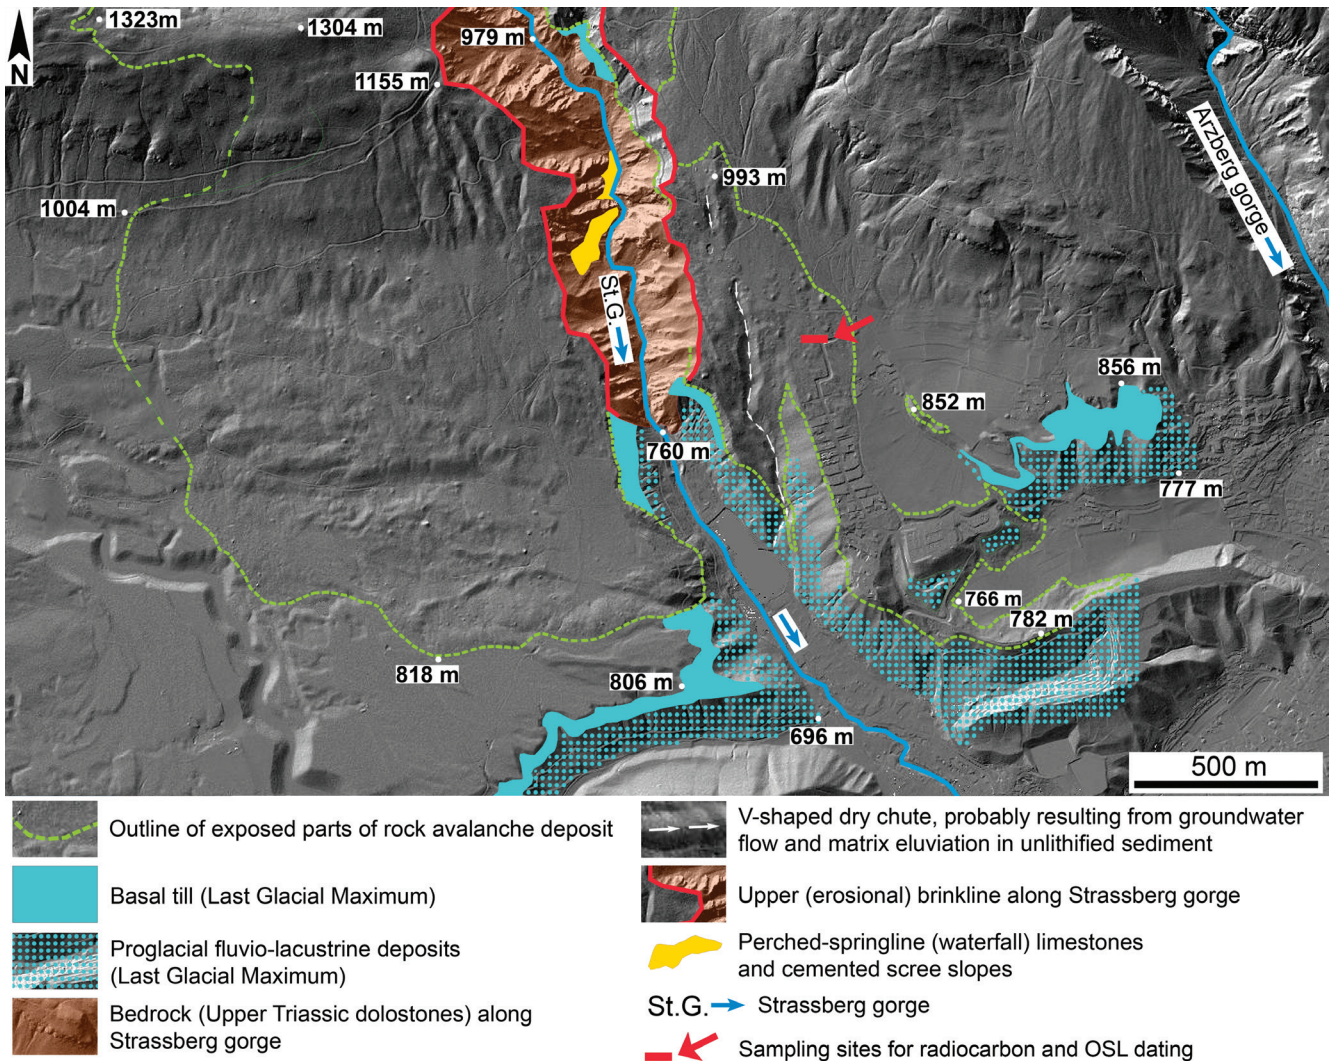 1323m
1304 m
979 m
N
1155 m
Arzberg gorge
993 m
1004 m
St.G.
856 m
852 m
760 m
777 m
766 m
782 m
818 m
806 m
696 m
500 m
Outline of exposed parts of rock avalanche deposit
Basal till (Last Glacial Maximum)
Proglacial fluvio-lacustrine deposits
(Last Glacial Maximum)
Bedrock (Upper Triassic dolostones) along
Strassberg gorge
V-shaped dry chute, probably resulting from groundwater
flow and matrix eluviation in unlithified sediment
Upper (erosional) brinkline along Strassberg gorge
Perched-springline (waterfall) limestones
and cemented scree slopes
St.G. Strassberg gorge
Sampling sites for radiocarbon and OSL dating